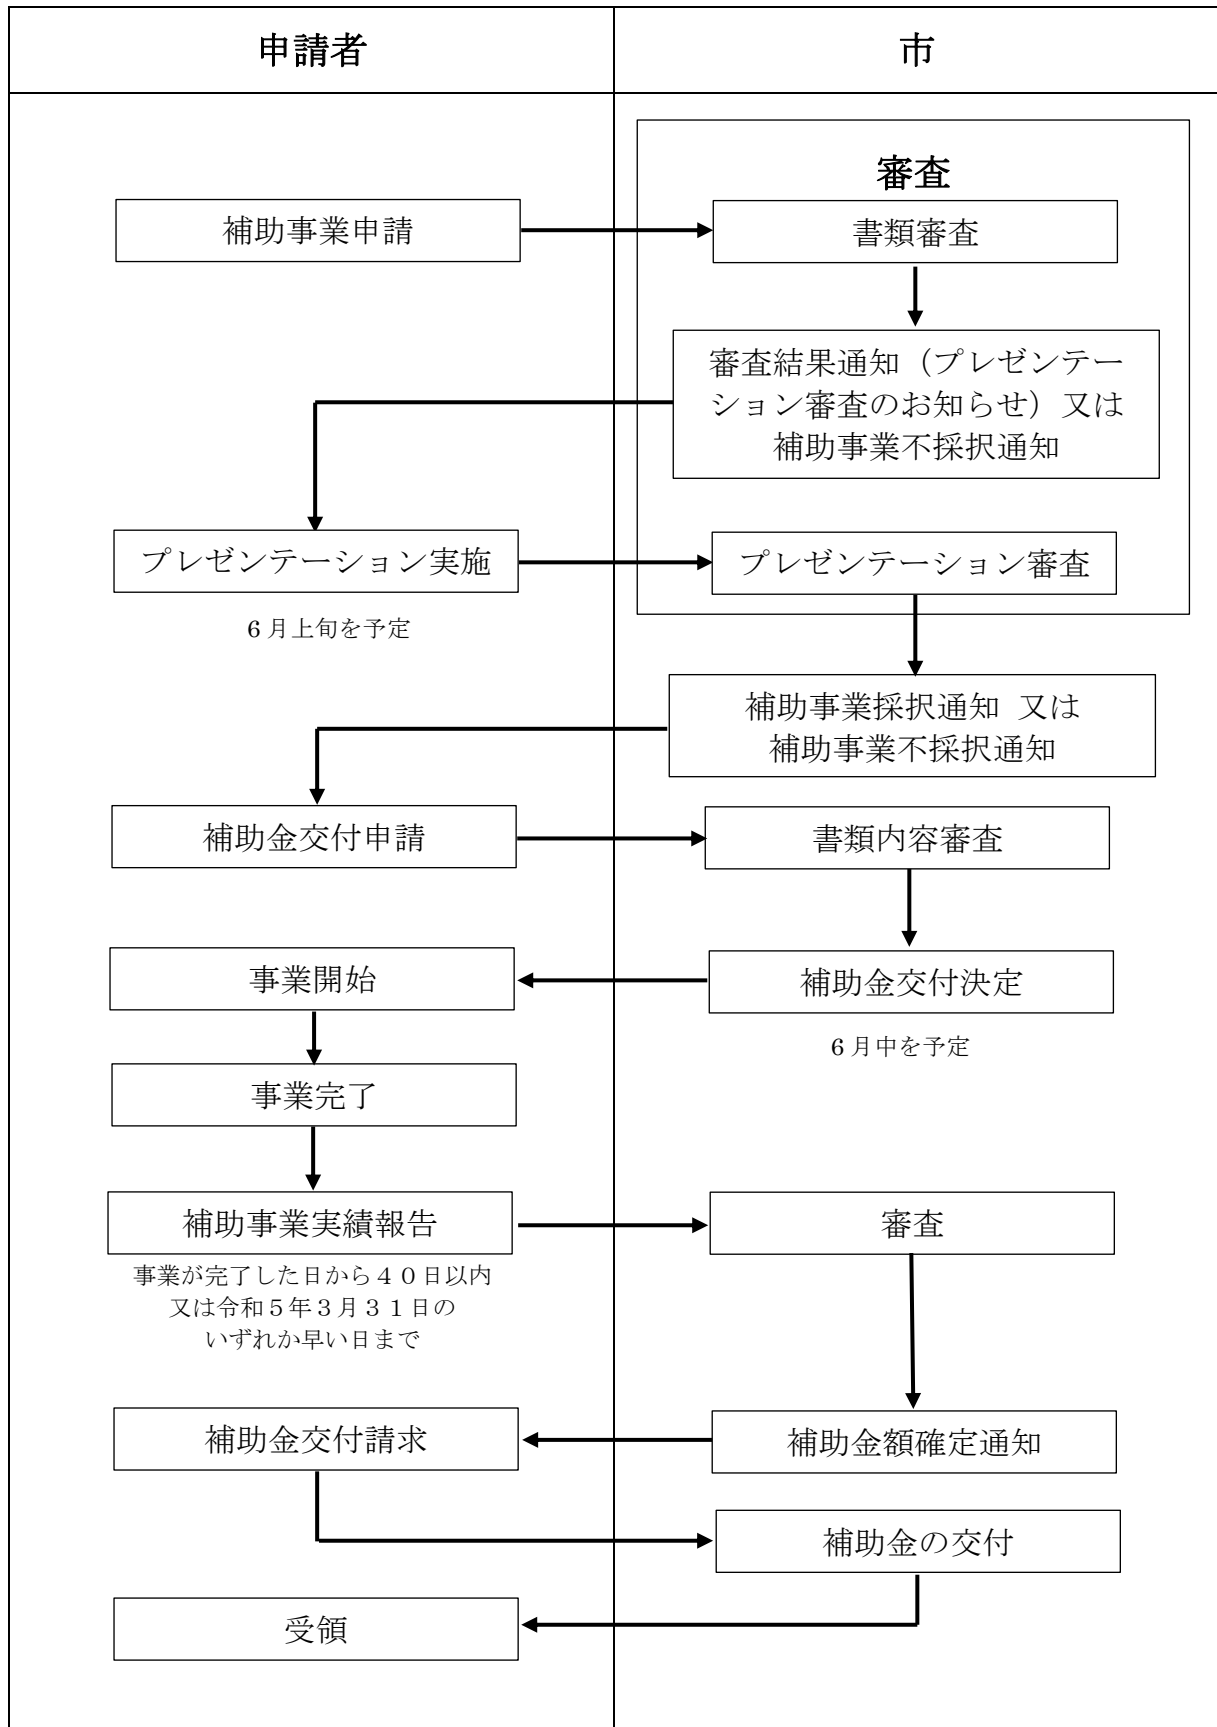 申請者
市
審査
補助事業申請
書類審査
審査結果通知（プレゼンテー
ション審査のお知らせ）又は
補助事業不採択通知
プレゼンテーション実施
プレゼンテーション審査
6月上旬を予定
補助事業採択通知 又は
補助事業不採択通知
補助金交付申請
書類内容審査
事業開始
補助金交付決定
6月中を予定
事業完了
補助事業実績報告
審査
事業が完了した日から４０日以内
又は令和５年３月３１日の
いずれか早い日まで
補助金交付請求
補助金額確定通知
補助金の交付
受領